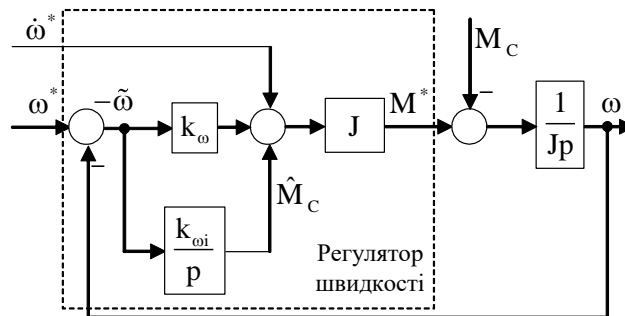 ω̇*
M_C
ω*
−ω̃
k_ω
J
M*
−
1
Jp
ω
−
M̂_C
k_ωi
p
Регулятор
швидкості